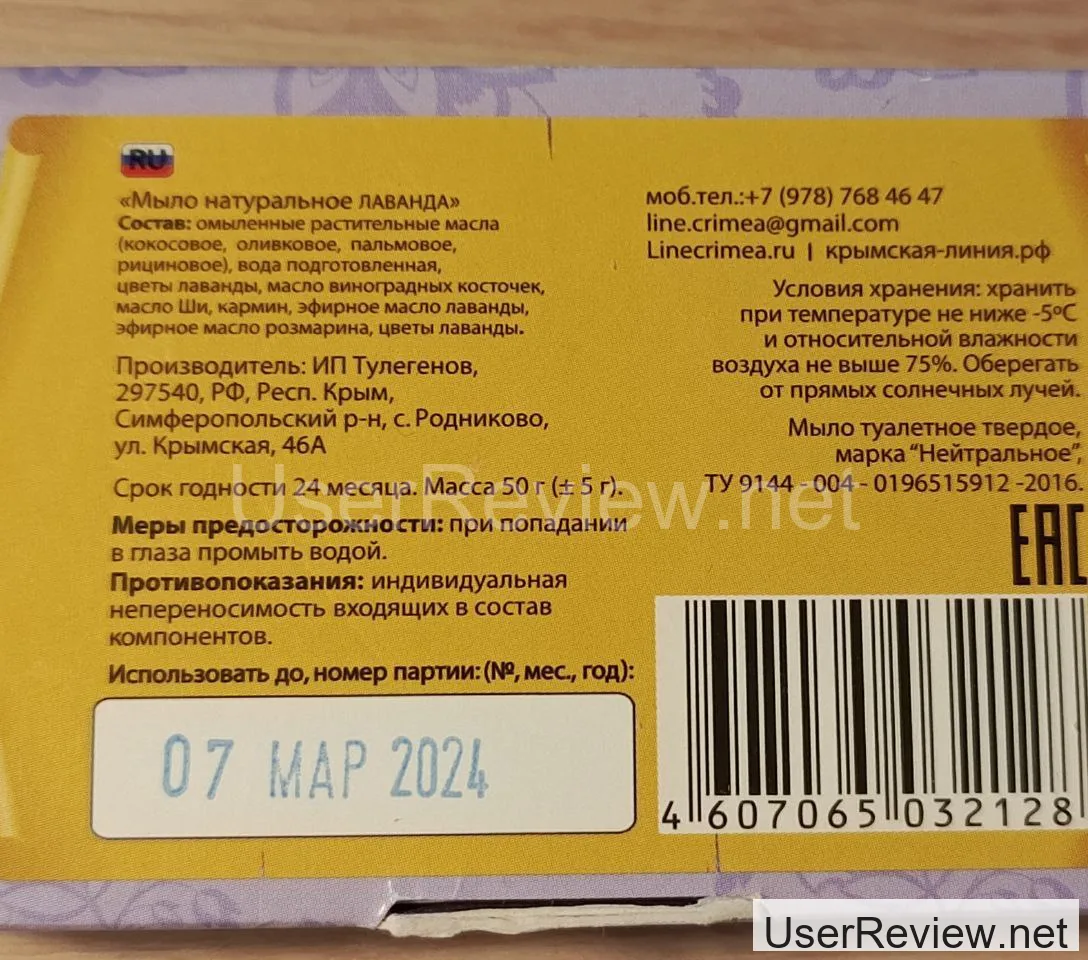 RU
«Мыло натуральное ЛАВАНДА»
Состав: омыленные растительные масла
(кокосовое, оливковое, пальмовое,
рициновое), вода подготовленная,
цветы лаванды, масло виноградных косточек,
масло Ши, кармин, эфирное масло лаванды,
эфирное масло розмарина, цветы лаванды.
Производитель: ИП Тулегенов,
297540, РФ, Респ. Крым,
Симферопольский р-н, с. Родниково,
ул. Крымская, 46А
Срок годности 24 месяца. Масса 50 г (± 5 г).
Меры предосторожности: при попадании
в глаза промыть водой.
Противопоказания: индивидуальная
непереносимость входящих в состав
компонентов.
Использовать до, номер партии: (№, мес., год):
07 МАР 2024
моб.тел.:+7 (978) 768 46 47
line.crimea@gmail.com
Linecrimea.ru | крымская-линия.рф
Условия хранения: хранить
при температуре не ниже -5ºС
и относительной влажности
воздуха не выше 75%. Оберегать
от прямых солнечных лучей.
Мыло туалетное твердое,
марка “Нейтральное”,
ТУ 9144 - 004 - 0196515912 -2016.
EAC
4 607065 032128
UserReview.net
UserReview.net